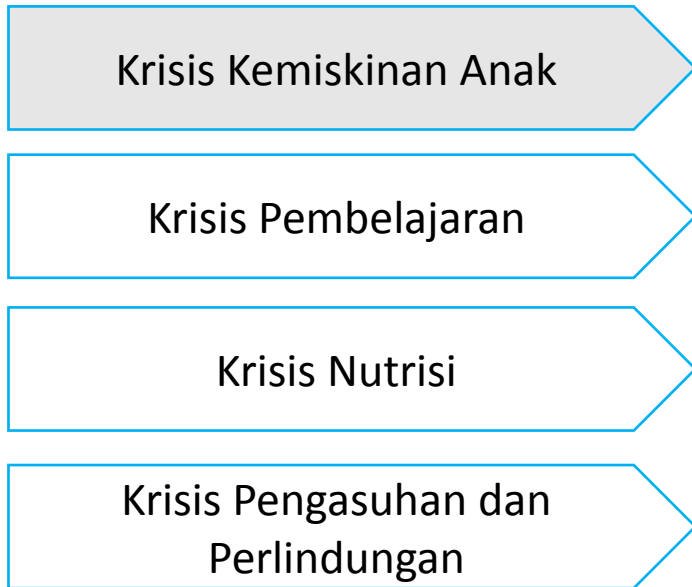 Krisis Kemiskinan Anak
Krisis Pembelajaran
Krisis Nutrisi
Krisis Pengasuhan dan
Perlindungan